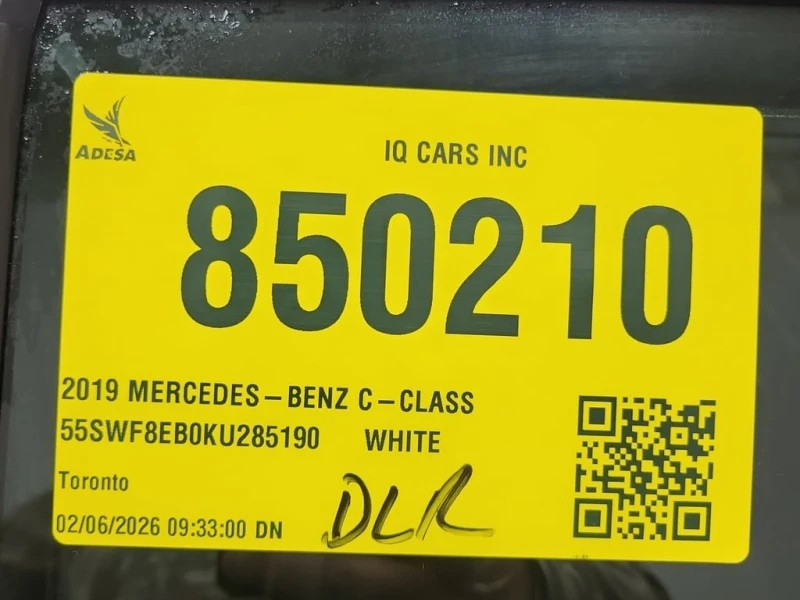 ADESA
IQ CARS INC
850210
2019 MERCEDES-BENZ C-CLASS
55SWF8EB0KU285190 WHITE
Toronto
02/06/2026 09:33:00 DN
DLR